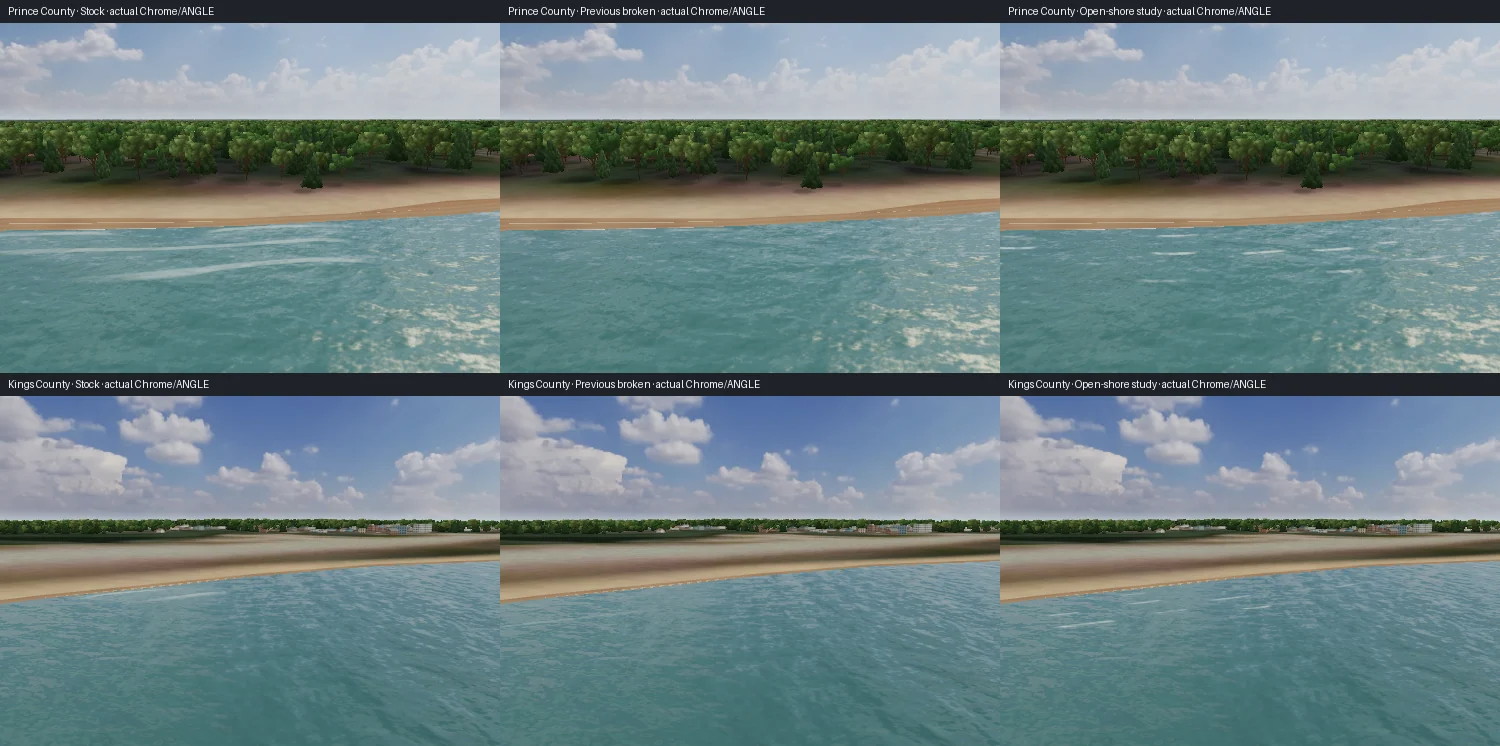 Prince County · Stock · actual Chrome/ANGLE
Prince County · Previous broken · actual Chrome/ANGLE
Prince County · Open-shore study · actual Chrome/ANGLE
Kings County · Stock · actual Chrome/ANGLE
Kings County · Previous broken · actual Chrome/ANGLE
Kings County · Open-shore study · actual Chrome/ANGLE